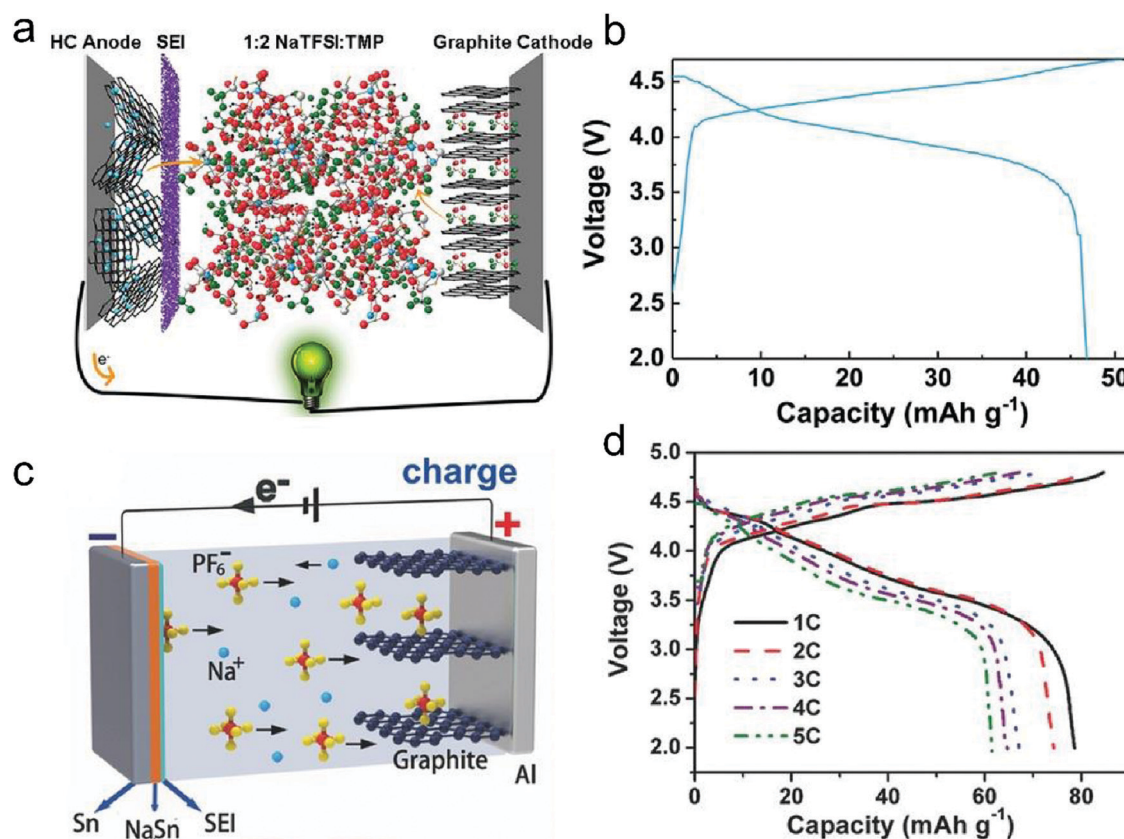 a
HC Anode SEI 1:2 NaTFSI:TMP Graphite Cathode
e-
b
Voltage (V)
4.5
4.0
3.5
3.0
2.5
2.0
0 10 20 30 40 50
Capacity (mAh g⁻¹)
c
charge
e⁻
−
+
PF₆⁻
Na⁺
Graphite
Al
Sn NaSn SEI
d
Voltage (V)
5.0
4.5
4.0
3.5
3.0
2.5
2.0
1C
2C
3C
4C
5C
0 20 40 60 80
Capacity (mAh g⁻¹)